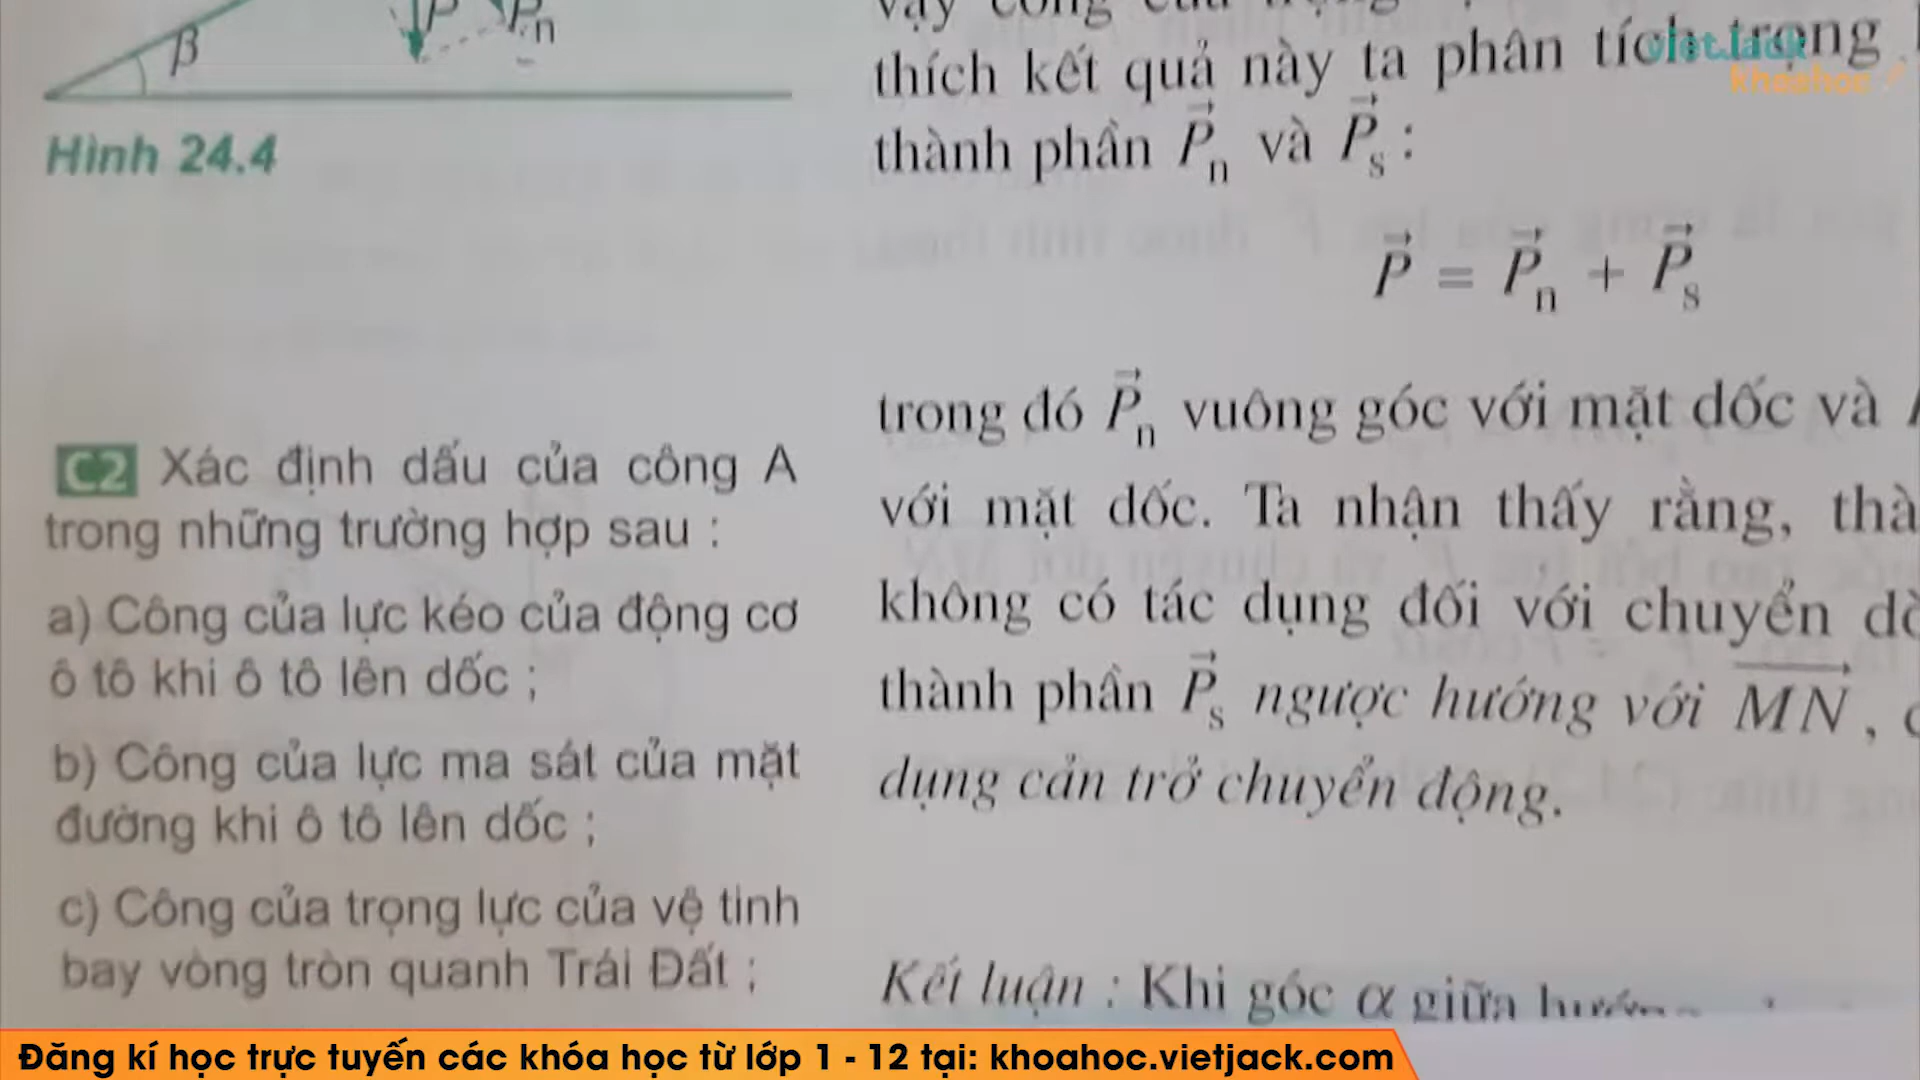 β
P
P n
Hình 24.4
C2 Xác định dấu của công A
trong những trường hợp sau :
a) Công của lực kéo của động cơ
ô tô khi ô tô lên dốc ;
b) Công của lực ma sát của mặt
đường khi ô tô lên dốc ;
c) Công của trọng lực của vệ tinh
bay vòng tròn quanh Trái Đất ;
thích kết quả này ta phân tích trọng
thành phần P⃗n và P⃗s :
P⃗ = P⃗n + P⃗s
trong đó P⃗n vuông góc với mặt dốc và
với mặt dốc. Ta nhận thấy rằng, thà
không có tác dụng đối với chuyển dờ
thành phần P⃗s ngược hướng với MN⃗ ,
dụng cản trở chuyển động.
Kết luận : Khi góc α giữa
viet jack
khoahoc
Đăng kí học trực tuyến các khóa học từ lớp 1 - 12 tại: khoahoc.vietjack.com